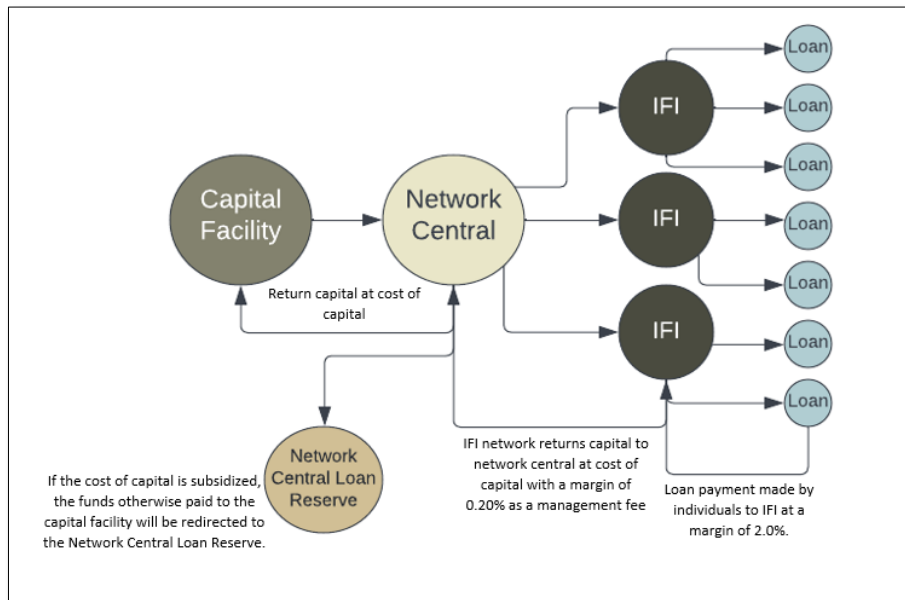 Capital
Facility
Network
Central
IFI
IFI
IFI
Loan
Loan
Loan
Loan
Loan
Loan
Loan
Return capital at cost of
capital
Network
Central Loan
Reserve
If the cost of capital is subsidized,
the funds otherwise paid to the
capital facility will be redirected to
the Network Central Loan Reserve.
IFI network returns capital to
network central at cost of
capital with a margin of
0.20% as a management fee
Loan payment made by
individuals to IFI at a
margin of 2.0%.